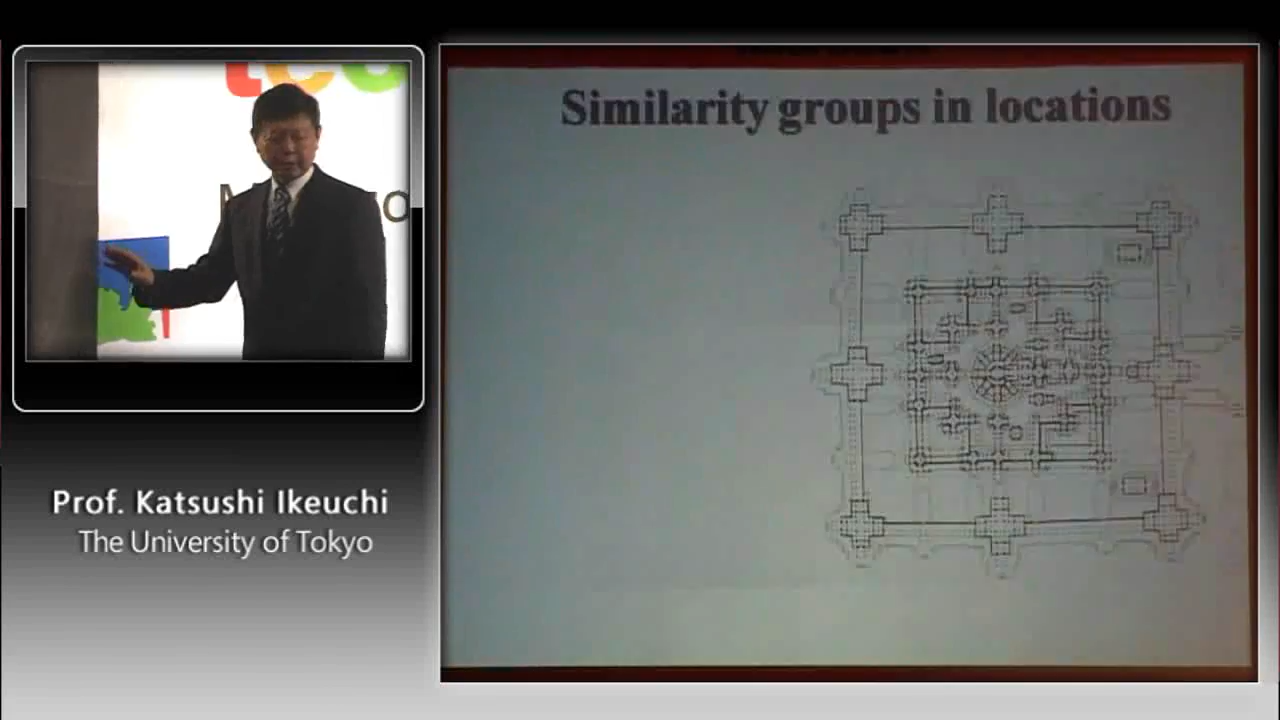 Similarity groups in locations
Prof. Katsushi Ikeuchi
The University of Tokyo